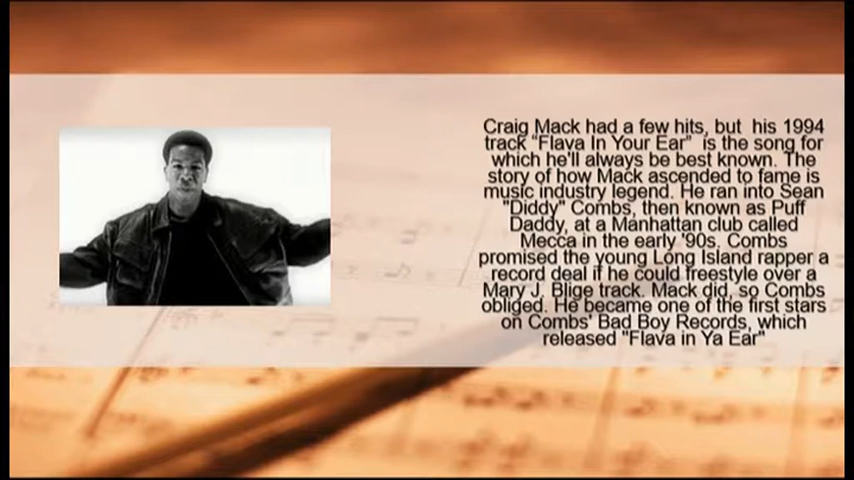 Craig Mack had a few hits, but  his 1994
track "Flava In Your Ear"  is the song for
which he'll always be best known. The
story of how Mack ascended to fame is
music industry legend. He ran into Sean
"Diddy" Combs, then known as Puff
Daddy, at a Manhattan club called
Mecca in the early '90s. Combs
promised the young Long Island rapper a
record deal if he could freestyle over a
Mary J. Blige track. Mack did, so Combs
obliged. He became one of the first stars
on Combs' Bad Boy Records, which
released "Flava in Ya Ear"